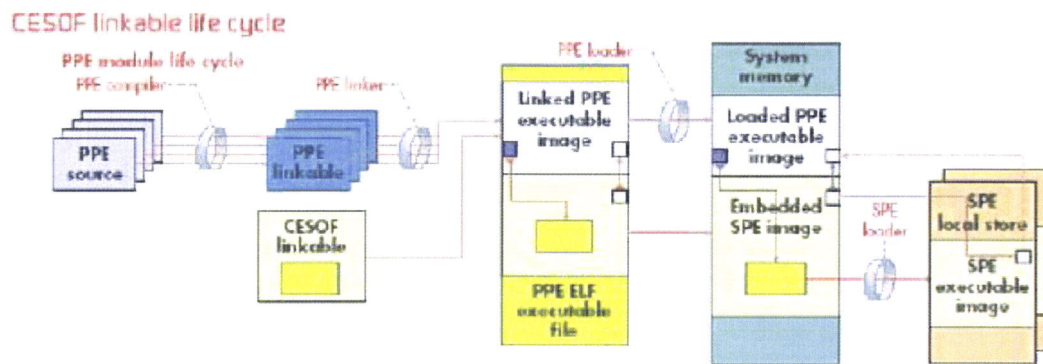 CESOF linkable life cycle
PPE module life cycle
PPE compiler
PPE linker
PPE
source
PPE
linkable
CESOF
linkable
Linked PPE
executable
image
PPE ELF
executable
file
PPE loader
System
memory
Loaded PPE
executable
image
Embedded
SPE image
SPE
loader
SPE
local store
SPE
executable
image